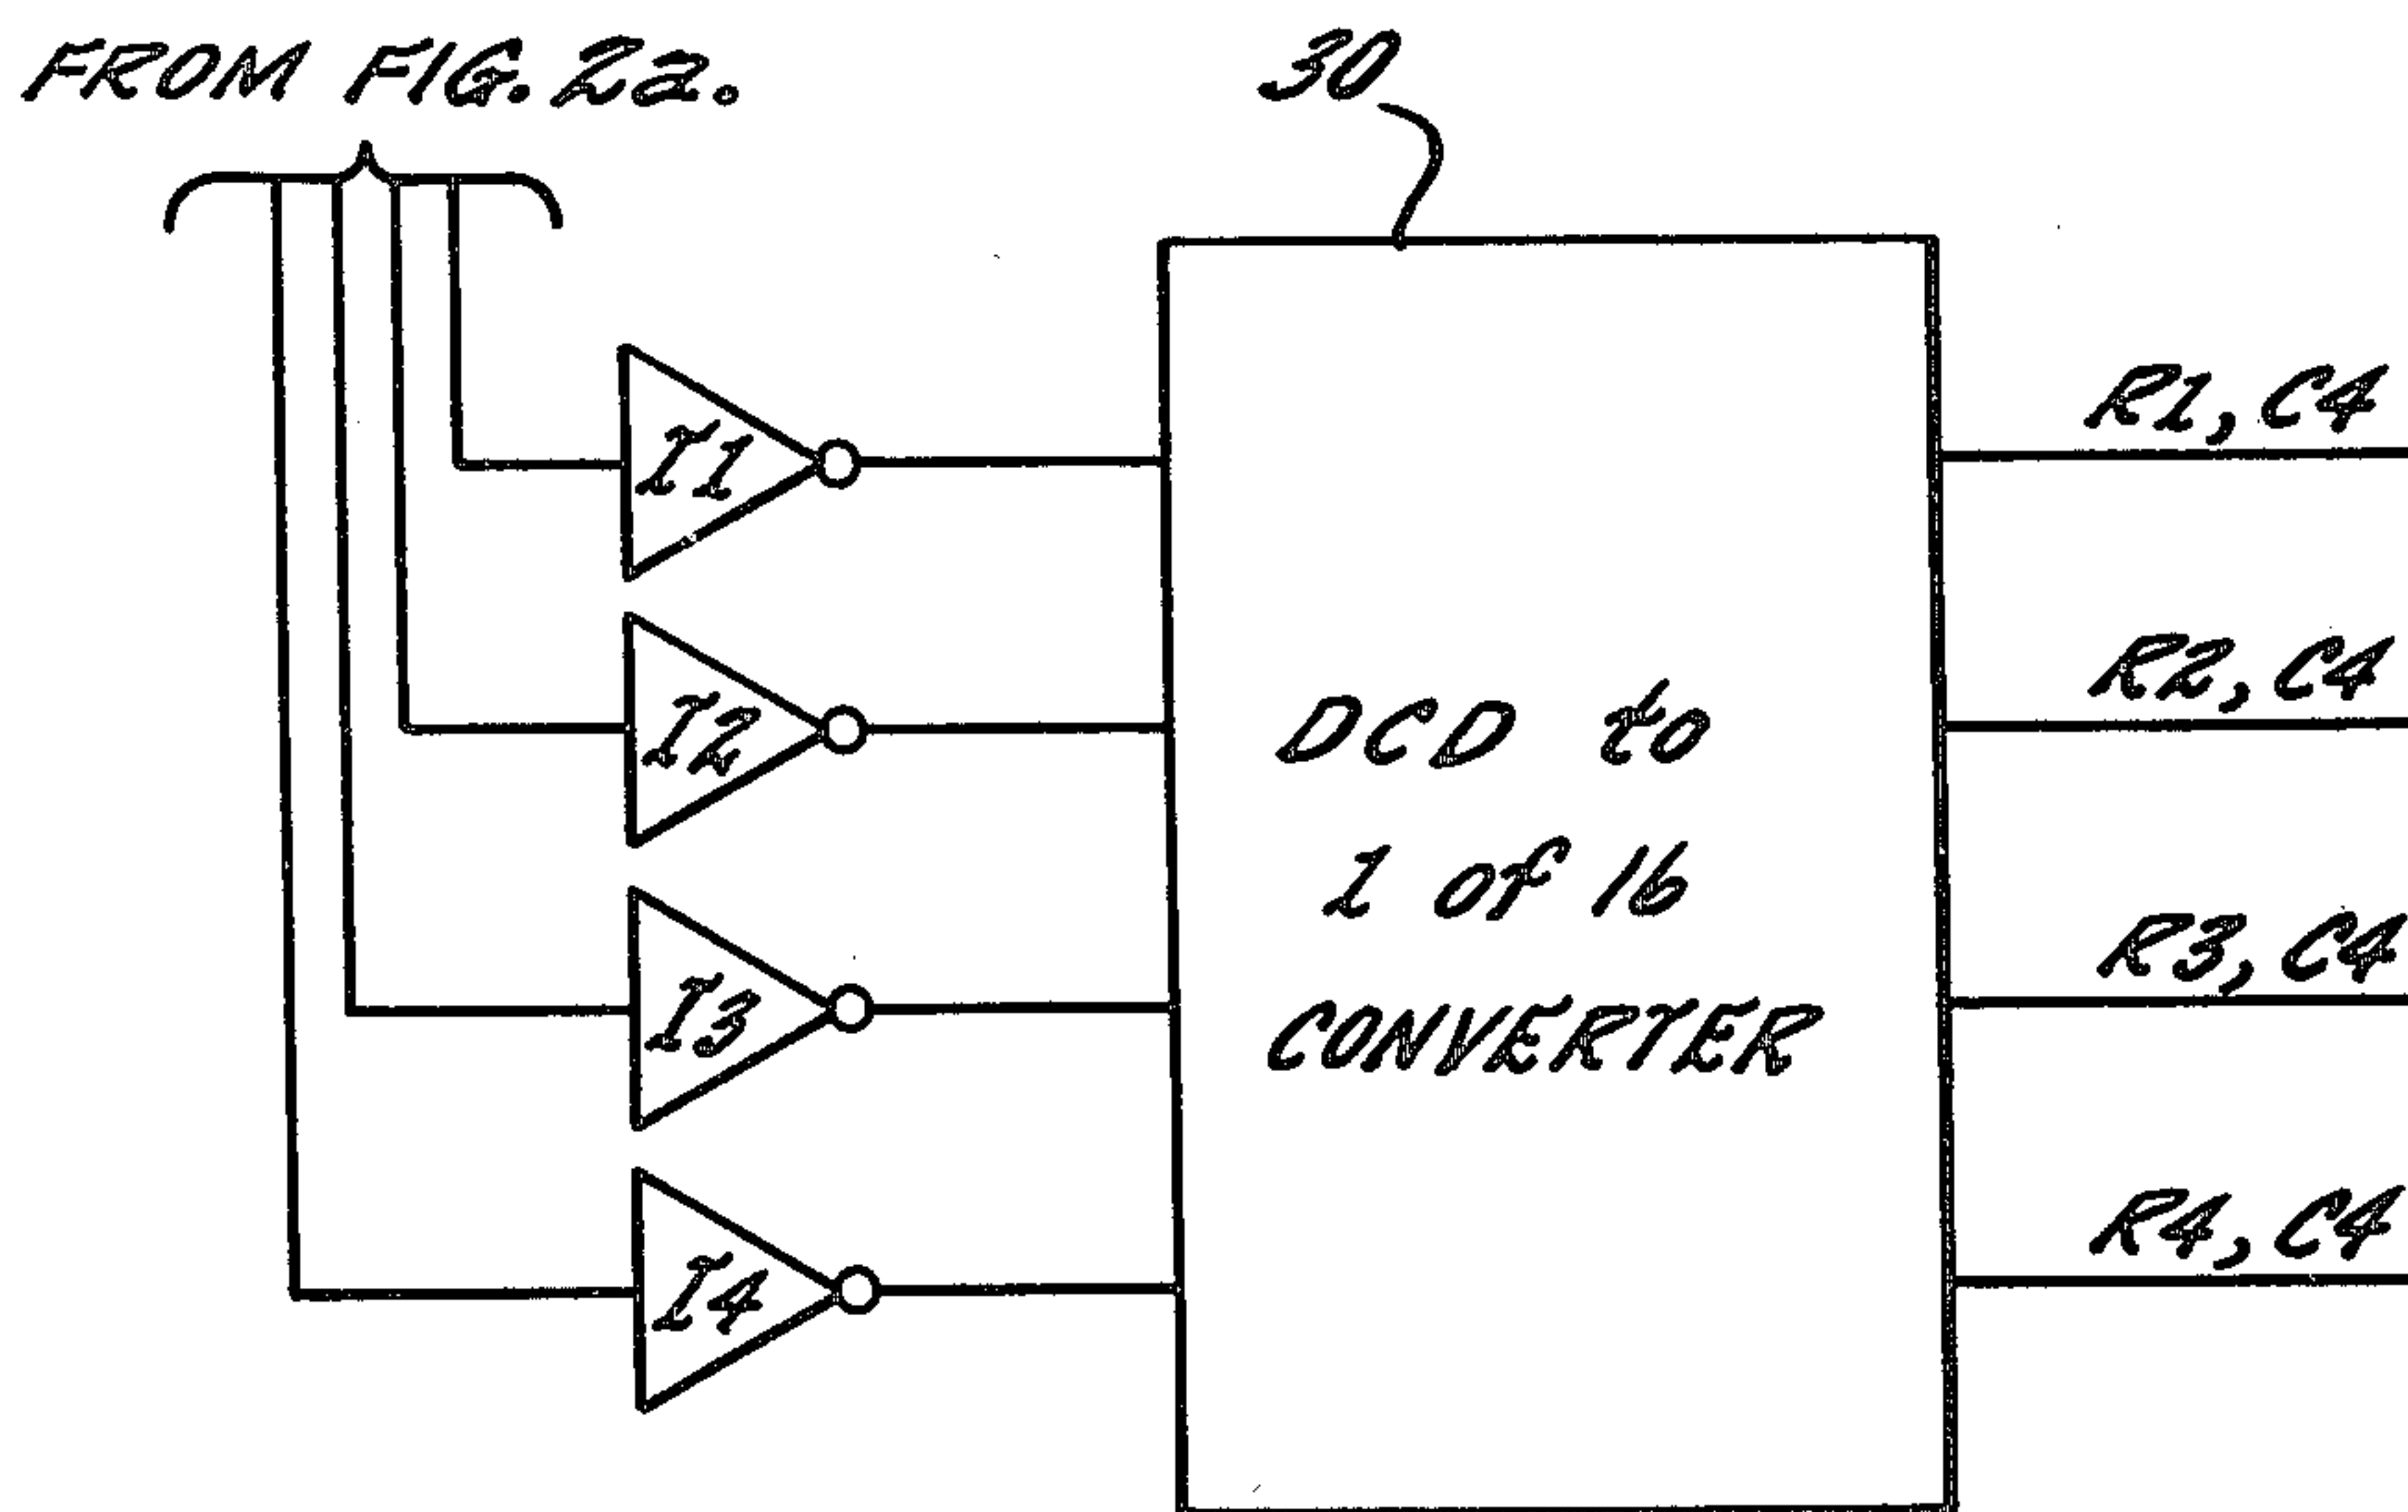 FROM FIG. 2a.
30
I1
I2
I3
I4
DCD to
1 of 16
CONVERTER
R1, C4
R2, C4
R3, C4
R4, C4